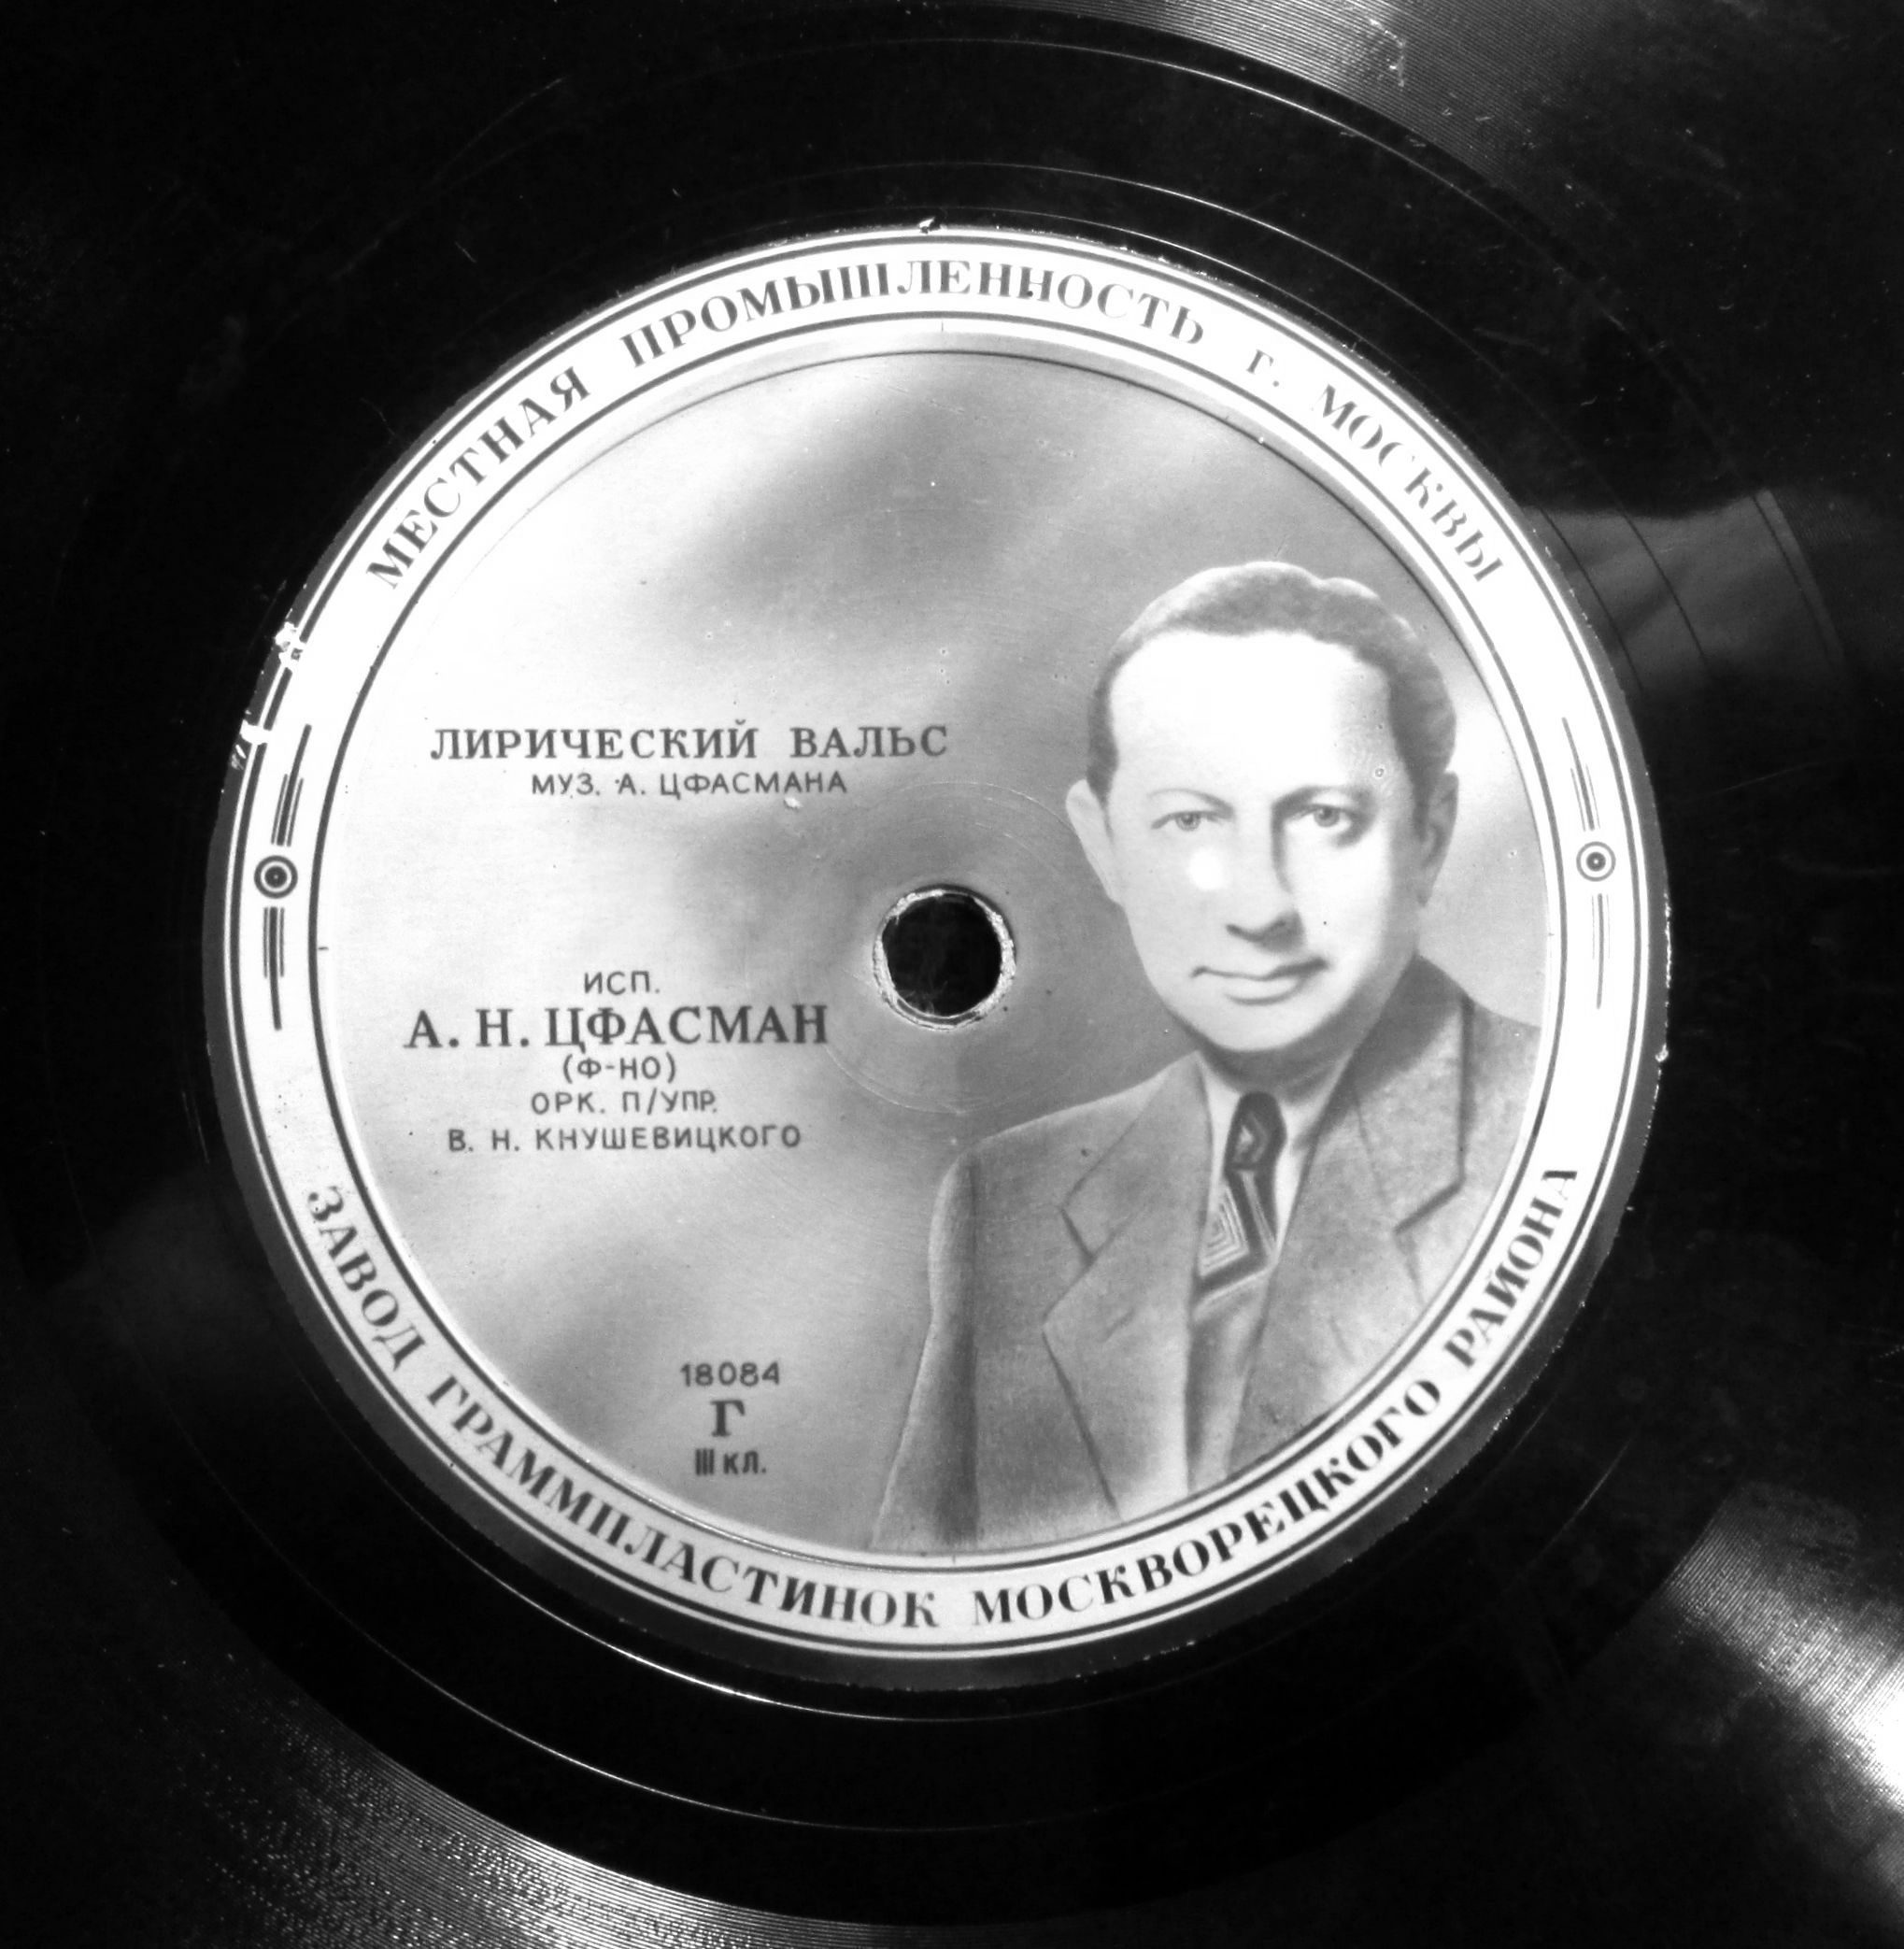 МЕСТНАЯ ПРОМЫШЛЕННОСТЬ г. МОСКВЫ
ЛИРИЧЕСКИЙ ВАЛЬС
МУЗ. А. ЦФАСМАНА
ИСП.
А. Н. ЦФАСМАН
(Ф-НО)
ОРК. П/УПР.
В. Н. КНУШЕВИЦКОГО
18084
Г
III КЛ.
ЗАВОД ГРАММПЛАСТИНОК МОСКВОРЕЦКОГО РАЙОНА